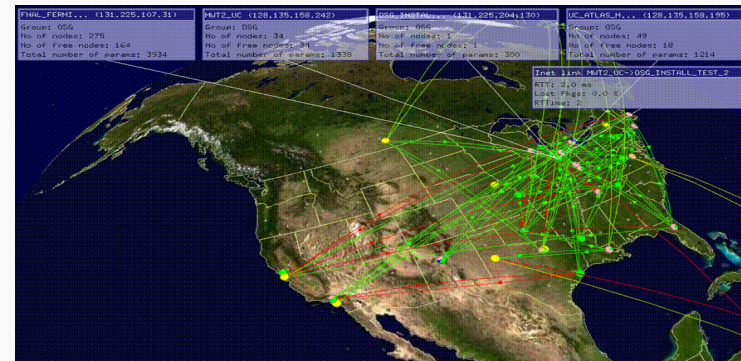 FNAL_FERMI... (131.225.107.31)
Group: OSG
No of nodes: 275
No of free nodes: 164
Total number of params: 3934
MWT2_UC (128.135.158.242)
Group: OSG
No of nodes: 34
No of free nodes: 34
Total number of params: 1338
OSG_INSTAL... (131.225.204.130)
Group: OSG
No of nodes: 1
No of free nodes: 1
Total number of params: 300
UC_ATLAS_M... (128.135.158.195)
Group: OSG
No of nodes: 49
No of free nodes: 18
Total number of params: 1214
Inet link MWT2_UC->OSG_INSTALL_TEST_2
RTT: 3.0 ms
Lost Pkgs: 0.0 %
RTTime: 2